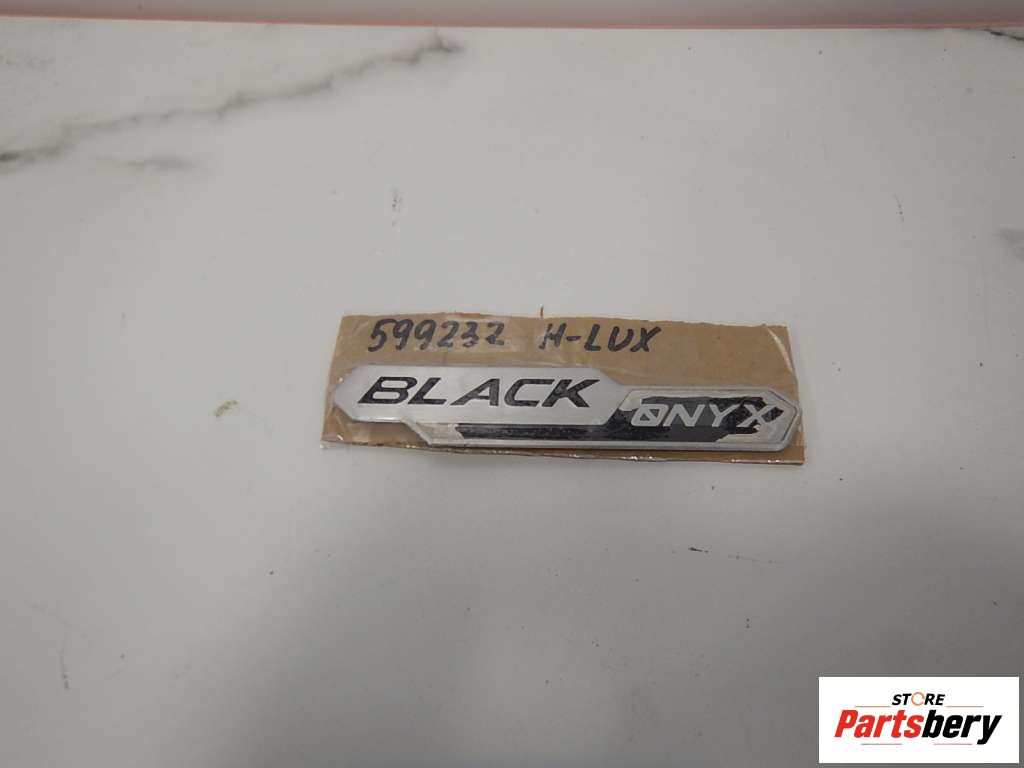 599232 H-LUX
BLACK ONYX
STORE
Partsbery